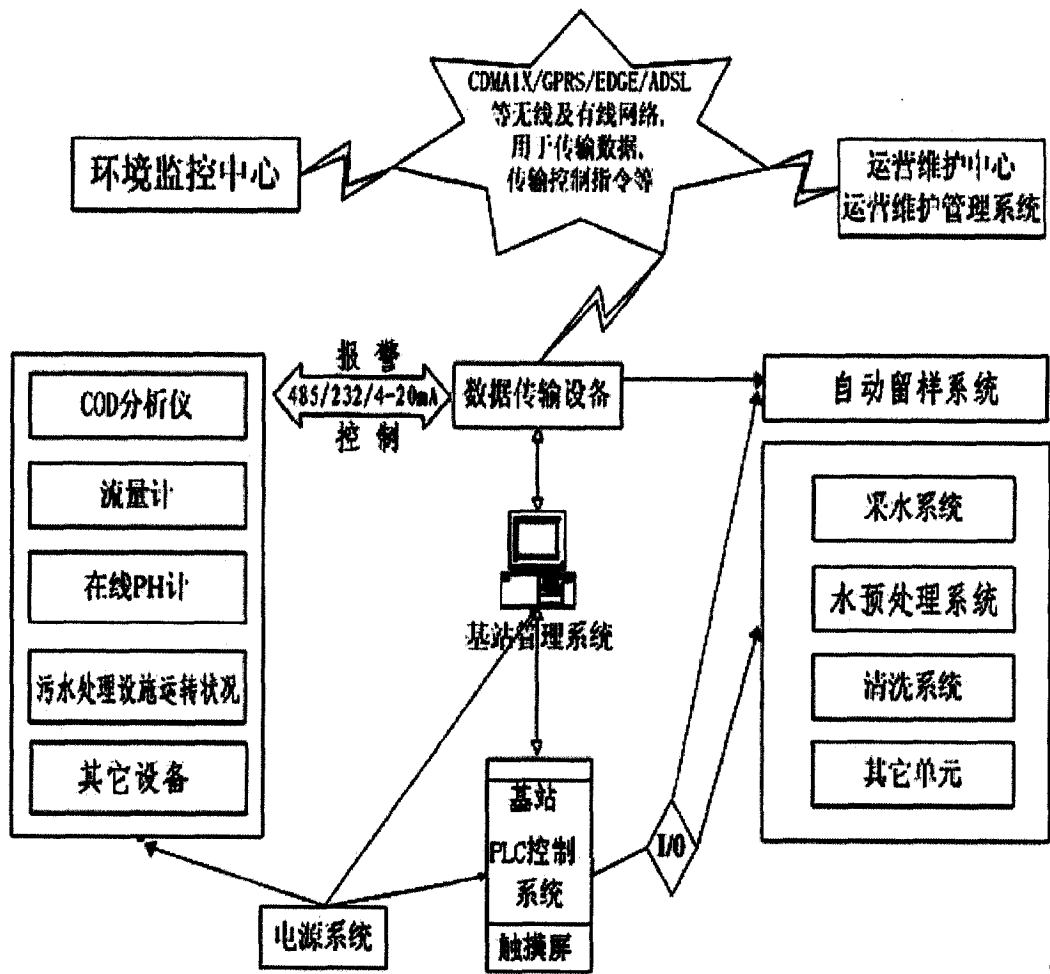 CDMA1X/GPRS/EDGE/ADSL
等无线及有线网络,
用于传输数据,
传输控制指令等
环境监控中心
运营维护中心
运营维护管理系统
报 警
485/232/4-20mA
控 制
数据传输设备
自动留样系统
COD分析仪
流量计
在线PH计
污水处理设施运转状况
其它设备
采水系统
水预处理系统
清洗系统
其它单元
基站管理系统
基站
PLC控制
系统
触摸屏
I/O
电源系统